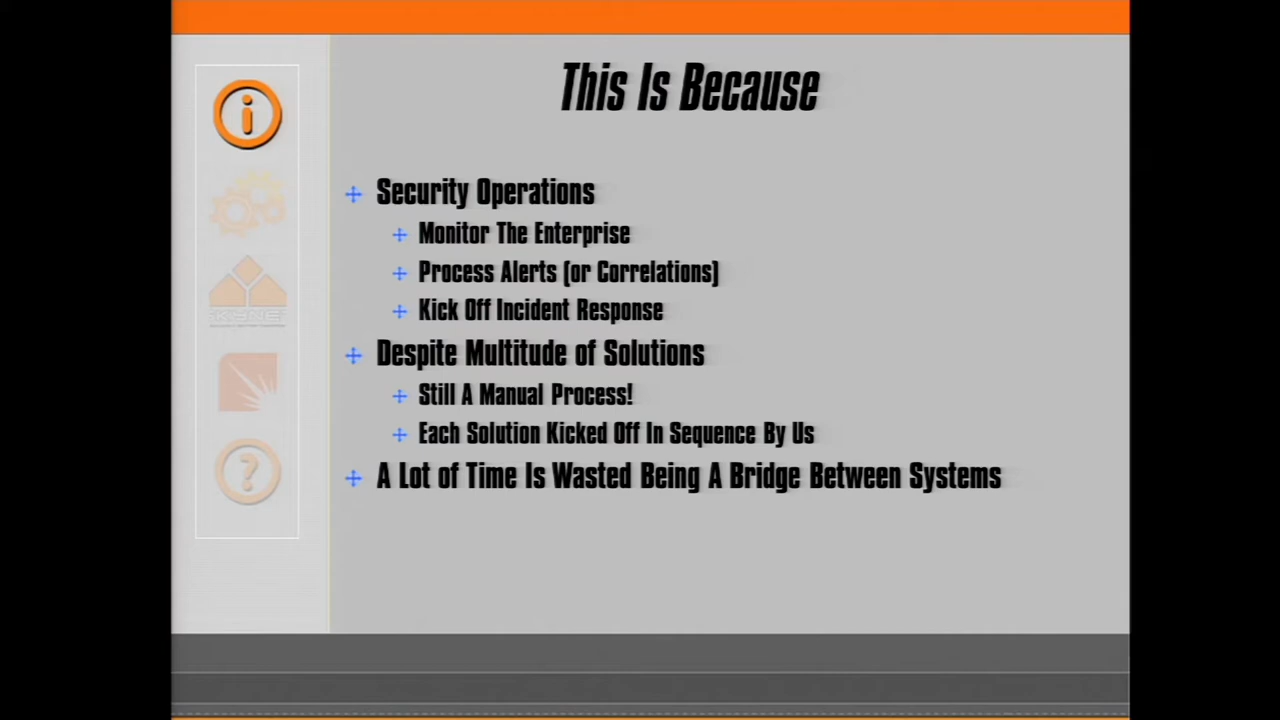 This Is Because
Security Operations
Monitor The Enterprise
Process Alerts (or Correlations)
Kick Off Incident Response
Despite Multitude of Solutions
Still A Manual Process!
Each Solution Kicked Off In Sequence By Us
A Lot of Time Is Wasted Being A Bridge Between Systems